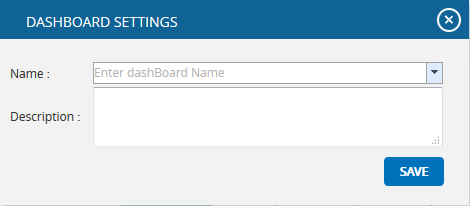 DASHBOARD SETTINGS
Name : Enter dashBoard Name
Description :
SAVE